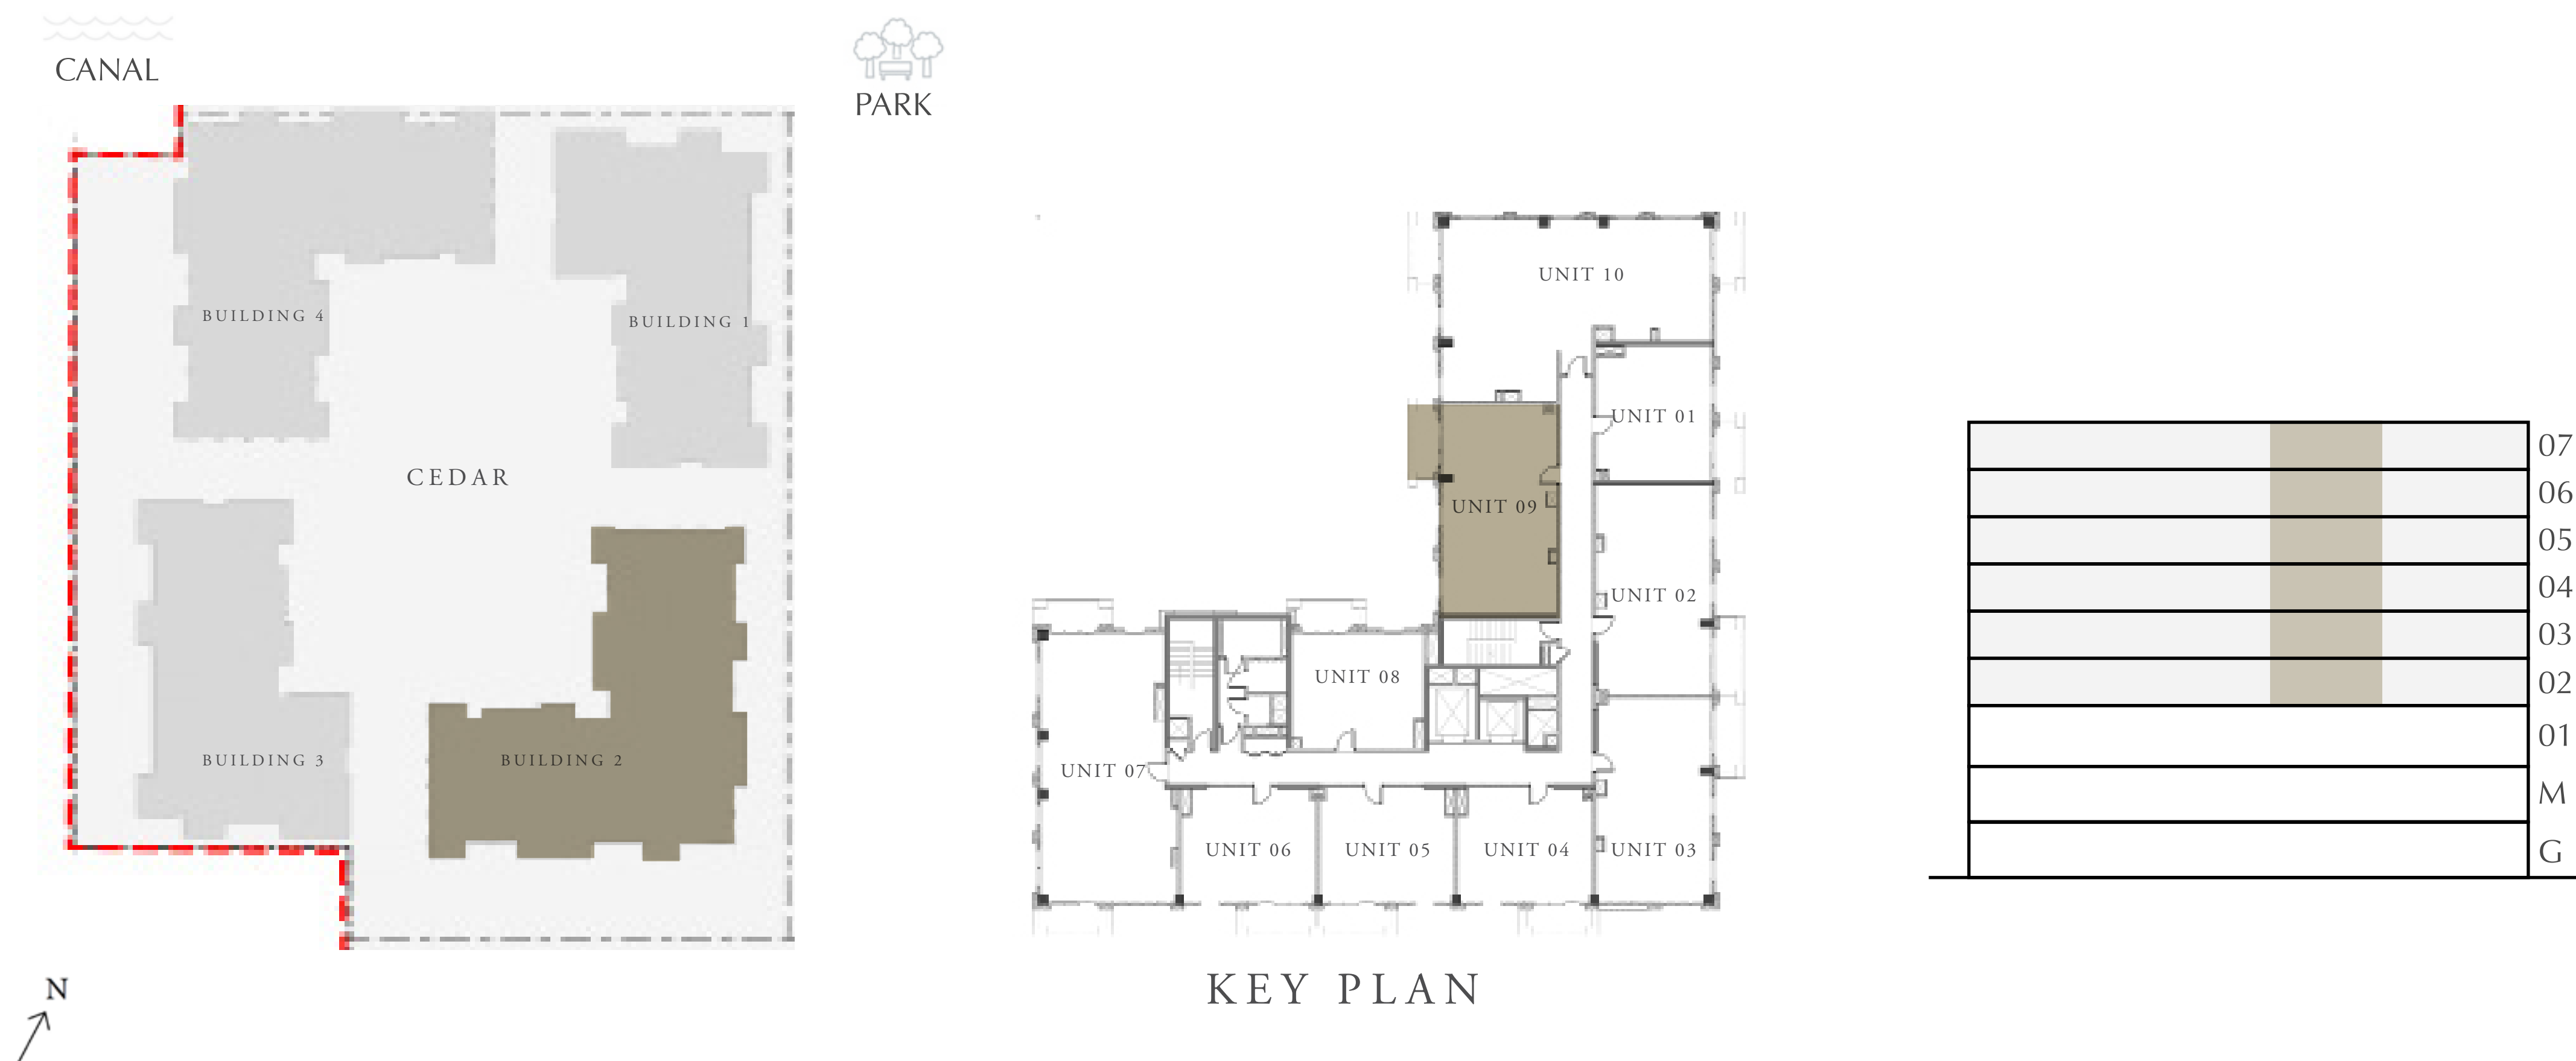 CANAL
PARK
BUILDING 4
BUILDING 1
CEDAR
BUILDING 3
BUILDING 2
N
UNIT 10
UNIT 01
UNIT 09
UNIT 02
UNIT 08
UNIT 07
UNIT 06
UNIT 05
UNIT 04
UNIT 03
KEY PLAN
07
06
05
04
03
02
01
M
G